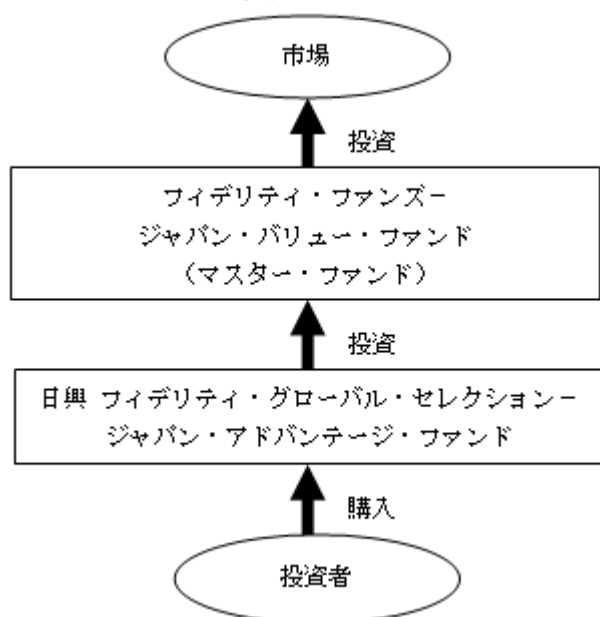 市場
投資
フィデリティ・ファンズ－
ジャパン・バリュー・ファンド
（マスター・ファンド）
投資
日興 フィデリティ・グローバル・セレクション－
ジャパン・アドバンテージ・ファンド
購入
投資者